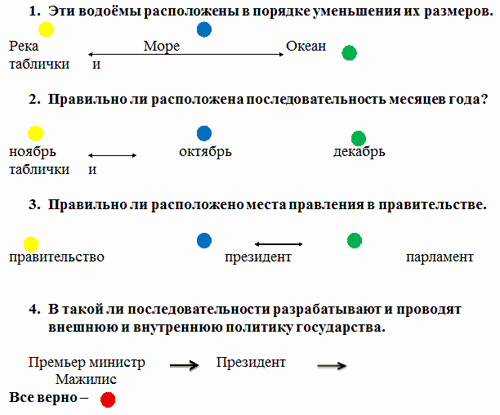 1. Эти водоёмы расположены в порядке уменьшения их размеров.
Река Море Океан
таблички и
2. Правильно ли расположена последовательность месяцев года?
ноябрь октябрь декабрь
таблички и
3. Правильно ли расположено места правления в правительстве.
правительство президент парламент
4. В такой ли последовательности разрабатывают и проводят
внешнюю и внутреннюю политику государства.
Премьер министр Президент
Мажилис
Все верно –